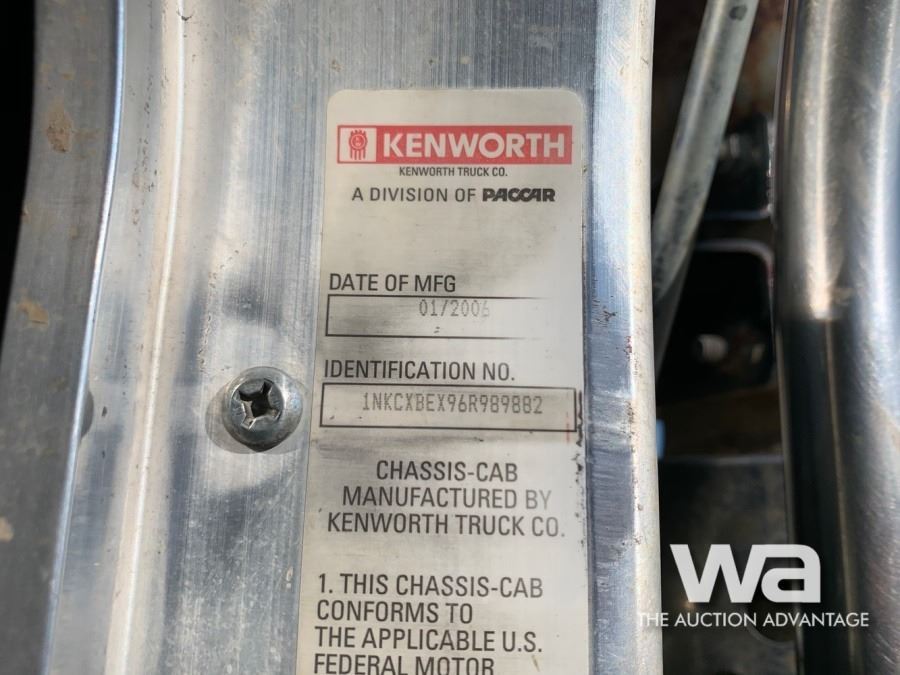 KENWORTH
KENWORTH TRUCK CO.
A DIVISION OF PACCAR
DATE OF MFG
01/2006
IDENTIFICATION NO.
1NKCXBEX96R989882
CHASSIS-CAB
MANUFACTURED BY
KENWORTH TRUCK CO.
1. THIS CHASSIS-CAB
CONFORMS TO
THE APPLICABLE U.S.
FEDERAL MOTOR
wa
THE AUCTION ADVANTAGE